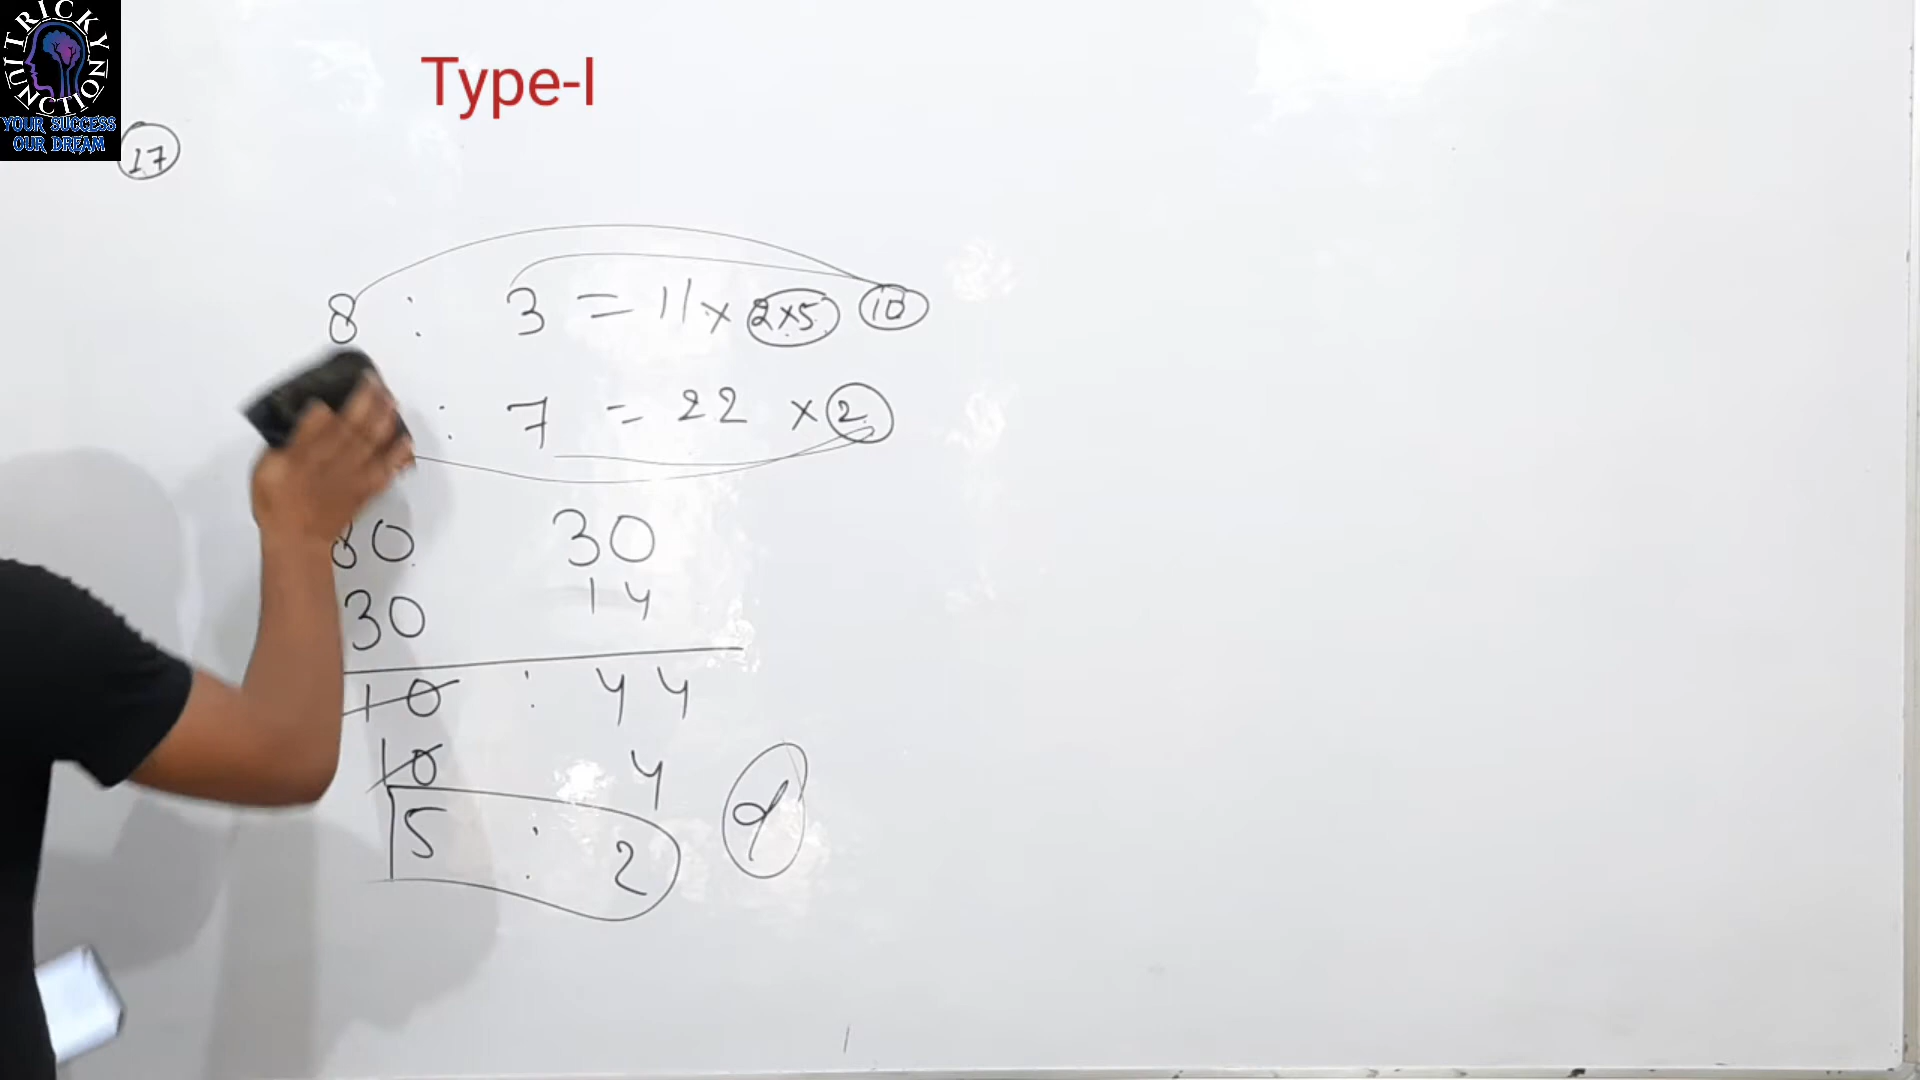 TRICKY JUNCTION
YOUR SUCCESS
OUR DREAM
Type-I
17
8 : 3 = 11 × 2×5 10
: 7 = 22 × 2
80 30
30 14
10 : 44
10 4
5 : 2